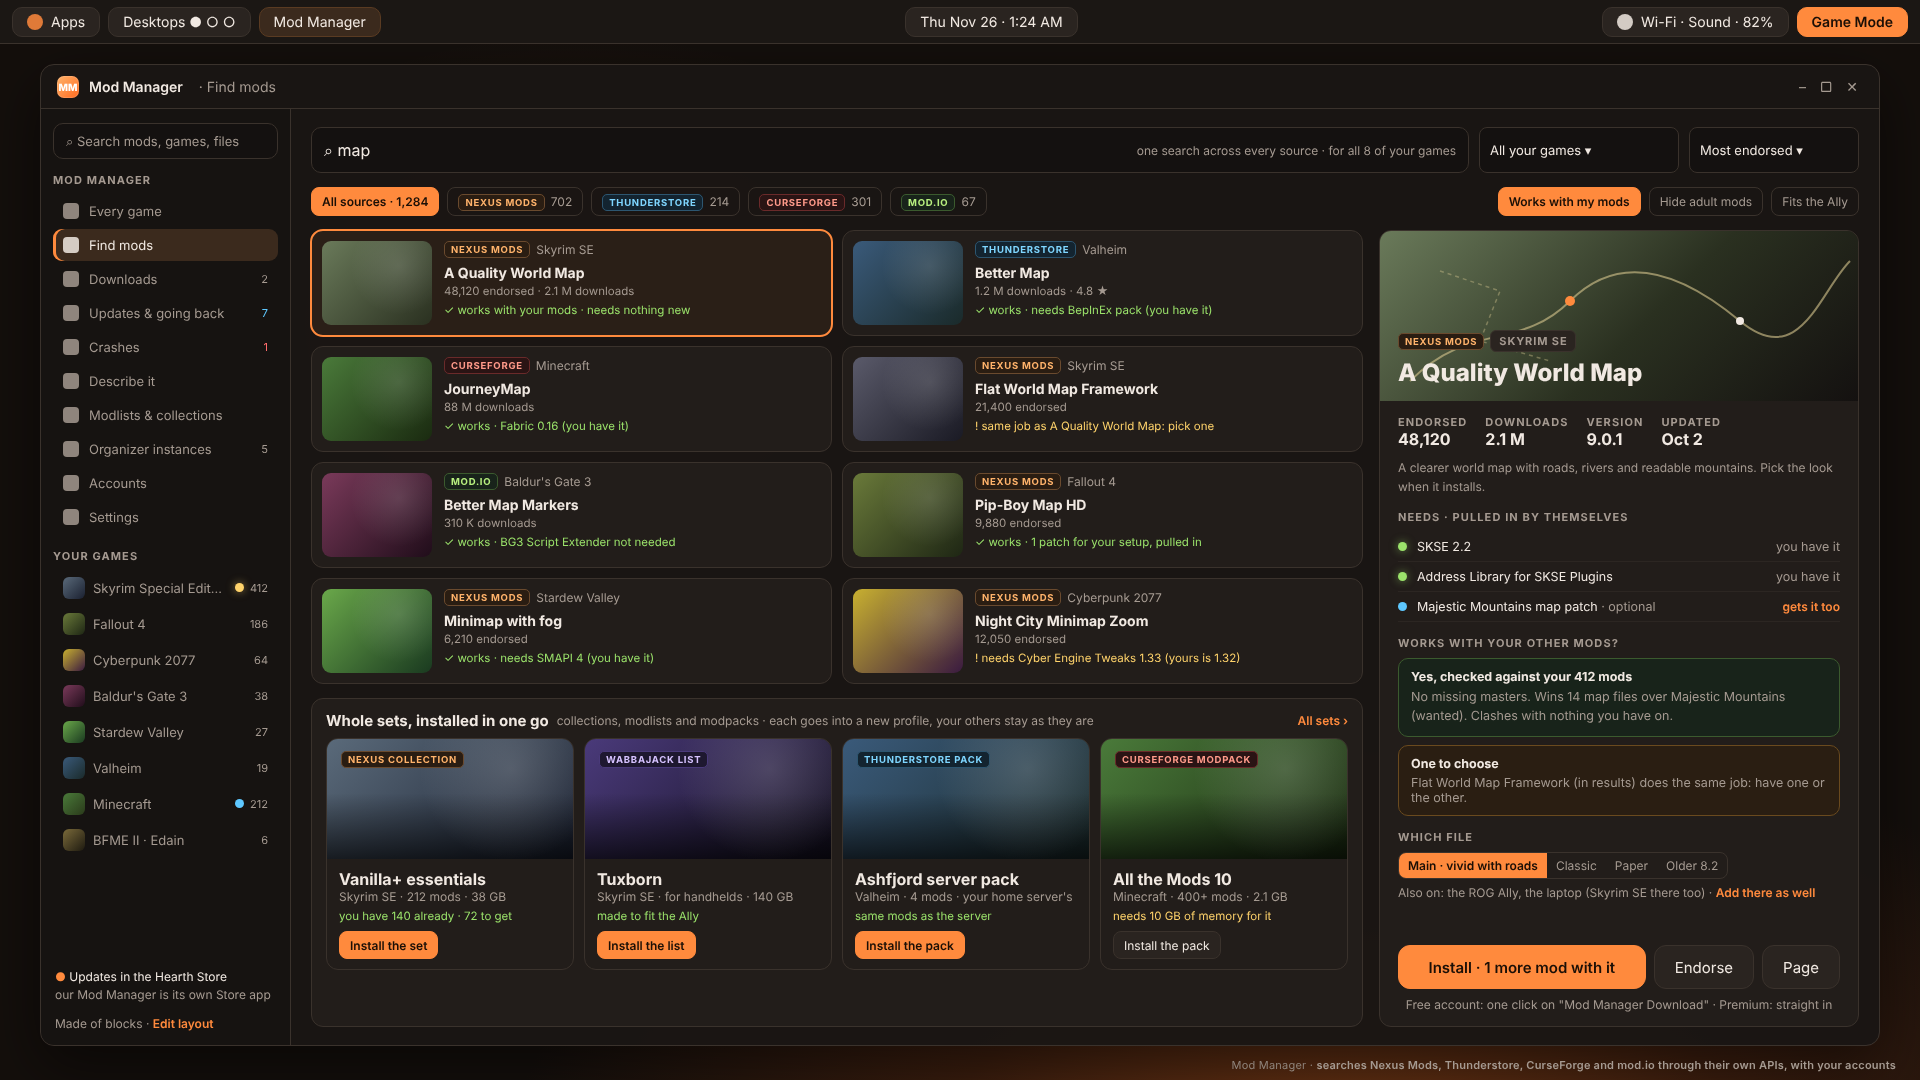 Apps
Desktops
Mod Manager
Thu Nov 26 · 1:24 AM
Wi-Fi · Sound · 82%
Game Mode
MM Mod Manager · Find mods
Search mods, games, files
MOD MANAGER
Every game
Find mods
Downloads 2
Updates & going back 7
Crashes 1
Describe it
Modlists & collections
Organizer instances 5
Accounts
Settings
YOUR GAMES
Skyrim Special Edit... 412
Fallout 4 186
Cyberpunk 2077 64
Baldur's Gate 3 38
Stardew Valley 27
Valheim 19
Minecraft 212
BFME II · Edain 6
Updates in the Hearth Store
our Mod Manager is its own Store app
Made of blocks · Edit layout
map
one search across every source · for all 8 of your games
All your games ▾
Most endorsed ▾
All sources · 1,284
NEXUS MODS 702
THUNDERSTORE 214
CURSEFORGE 301
MOD.IO 67
Works with my mods
Hide adult mods
Fits the Ally
NEXUS MODS Skyrim SE
A Quality World Map
48,120 endorsed · 2.1 M downloads
✓ works with your mods · needs nothing new
THUNDERSTORE Valheim
Better Map
1.2 M downloads · 4.8 ★
✓ works · needs BepInEx pack (you have it)
CURSEFORGE Minecraft
JourneyMap
88 M downloads
✓ works · Fabric 0.16 (you have it)
NEXUS MODS Skyrim SE
Flat World Map Framework
21,400 endorsed
! same job as A Quality World Map: pick one
MOD.IO Baldur's Gate 3
Better Map Markers
310 K downloads
✓ works · BG3 Script Extender not needed
NEXUS MODS Fallout 4
Pip-Boy Map HD
9,880 endorsed
✓ works · 1 patch for your setup, pulled in
NEXUS MODS Stardew Valley
Minimap with fog
6,210 endorsed
✓ works · needs SMAPI 4 (you have it)
NEXUS MODS Cyberpunk 2077
Night City Minimap Zoom
12,050 endorsed
! needs Cyber Engine Tweaks 1.33 (yours is 1.32)
Whole sets, installed in one go collections, modlists and modpacks · each goes into a new profile, your others stay as they are
All sets ›
NEXUS COLLECTION
Vanilla+ essentials
Skyrim SE · 212 mods · 38 GB
you have 140 already · 72 to get
Install the set
WABBAJACK LIST
Tuxborn
Skyrim SE · for handhelds · 140 GB
made to fit the Ally
Install the list
THUNDERSTORE PACK
Ashfjord server pack
Valheim · 4 mods · your home server's
same mods as the server
Install the pack
CURSEFORGE MODPACK
All the Mods 10
Minecraft · 400+ mods · 2.1 GB
needs 10 GB of memory for it
Install the pack
NEXUS MODS SKYRIM SE
A Quality World Map
ENDORSED DOWNLOADS VERSION UPDATED
48,120 2.1 M 9.0.1 Oct 2
A clearer world map with roads, rivers and readable mountains. Pick the look
when it installs.
NEEDS · PULLED IN BY THEMSELVES
SKSE 2.2 you have it
Address Library for SKSE Plugins you have it
Majestic Mountains map patch · optional gets it too
WORKS WITH YOUR OTHER MODS?
Yes, checked against your 412 mods
No missing masters. Wins 14 map files over Majestic Mountains
(wanted). Clashes with nothing you have on.
One to choose
Flat World Map Framework (in results) does the same job: have one or
the other.
WHICH FILE
Main · vivid with roads Classic Paper Older 8.2
Also on: the ROG Ally, the laptop (Skyrim SE there too) · Add there as well
Install · 1 more mod with it
Endorse
Page
Free account: one click on "Mod Manager Download" · Premium: straight in
Mod Manager · searches Nexus Mods, Thunderstore, CurseForge and mod.io through their own APIs, with your accounts